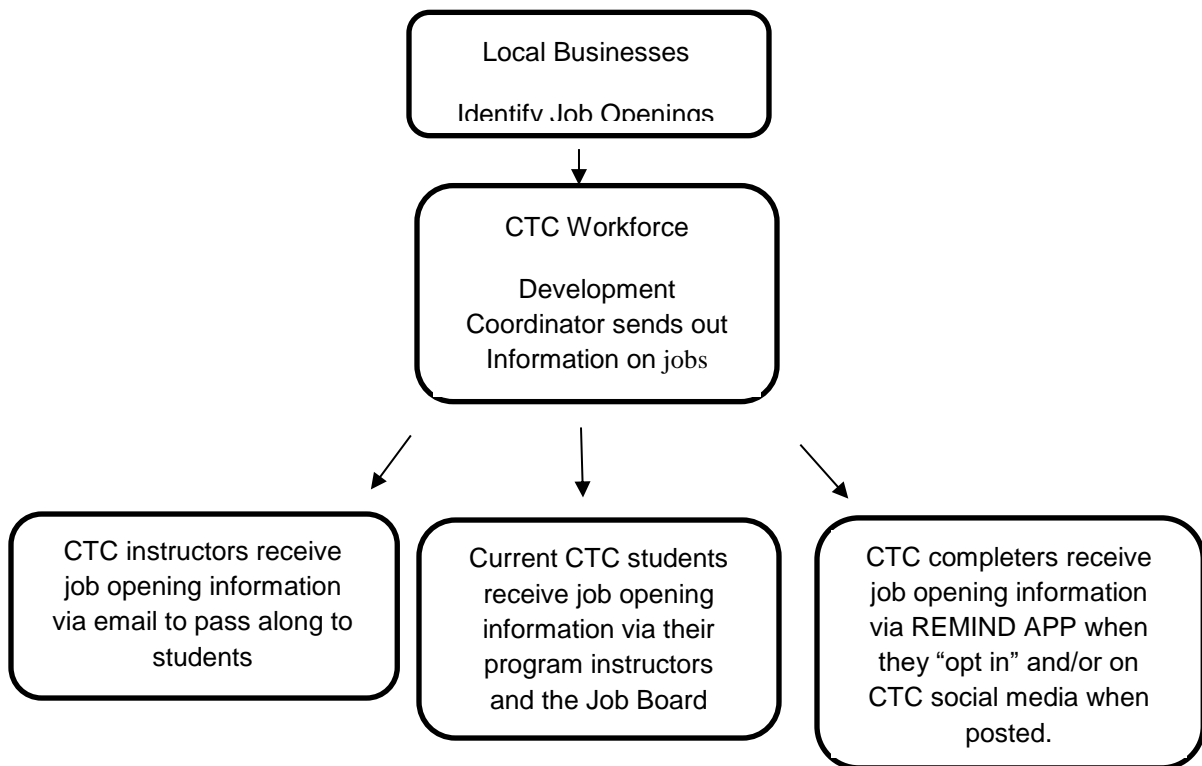 Local Businesses
Identify Job Openings
CTC Workforce
Development
Coordinator sends out
Information on jobs
CTC instructors receive
job opening information
via email to pass along to
students
Current CTC students
receive job opening
information via their
program instructors
and the Job Board
CTC completers receive
job opening information
via REMIND APP when
they “opt in” and/or on
CTC social media when
posted.